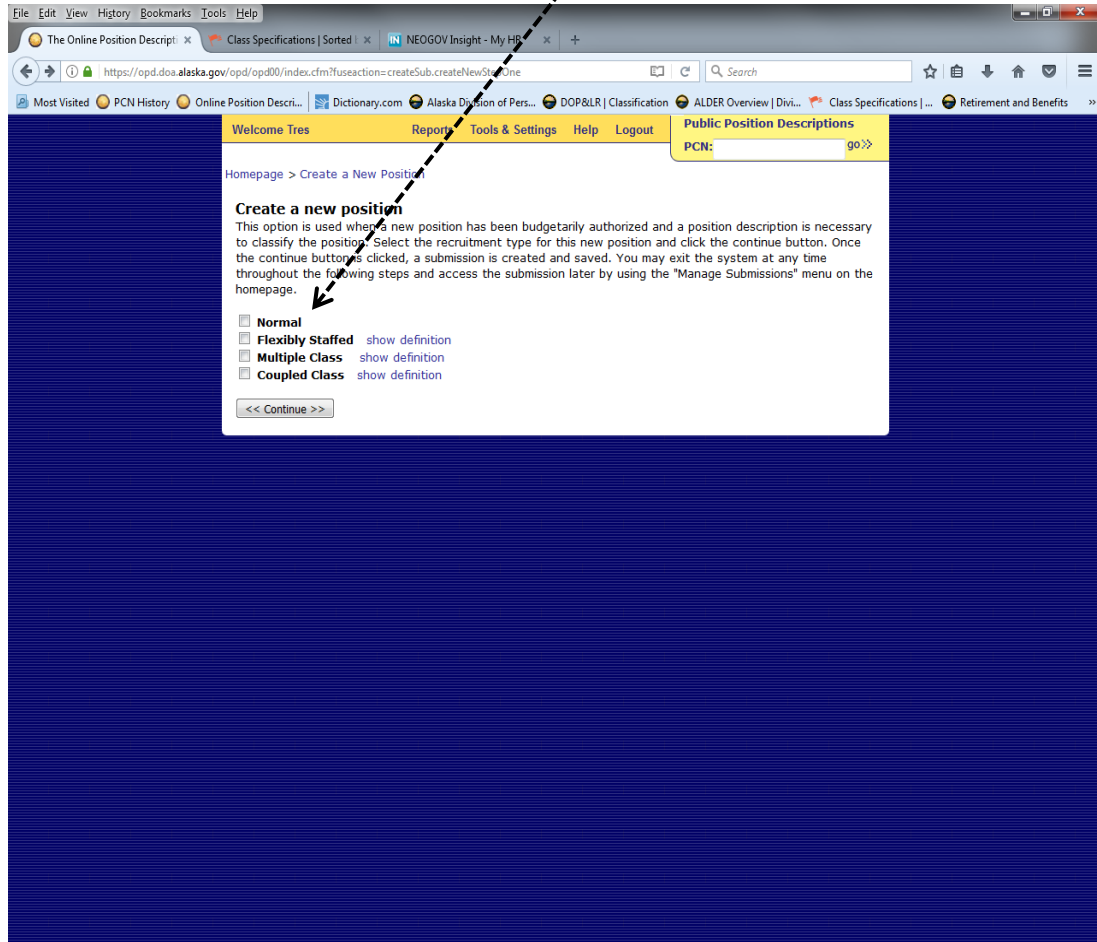 File Edit View History Bookmarks Tools Help
The Online Position Descripti × Class Specifications | Sorted × NEOGOV Insight - My HR × +
https://opd.doa.alaska.gov/opd/opd00/index.cfm?fuseaction=createSub.createNewStepOne Search
Most Visited PCN History Online Position Descri... Dictionary.com Alaska Division of Pers... DOP&LR | Classification ALDER Overview | Divi... Class Specifications | ... Retirement and Benefits »
Welcome Tres Reports Tools & Settings Help Logout Public Position Descriptions
PCN: go>>
Homepage > Create a New Position
Create a new position
This option is used when a new position has been budgetarily authorized and a position description is necessary
to classify the position. Select the recruitment type for this new position and click the continue button. Once
the continue button is clicked, a submission is created and saved. You may exit the system at any time
throughout the following steps and access the submission later by using the "Manage Submissions" menu on the
homepage.
Normal
Flexibly Staffed show definition
Multiple Class show definition
Coupled Class show definition
<< Continue >>